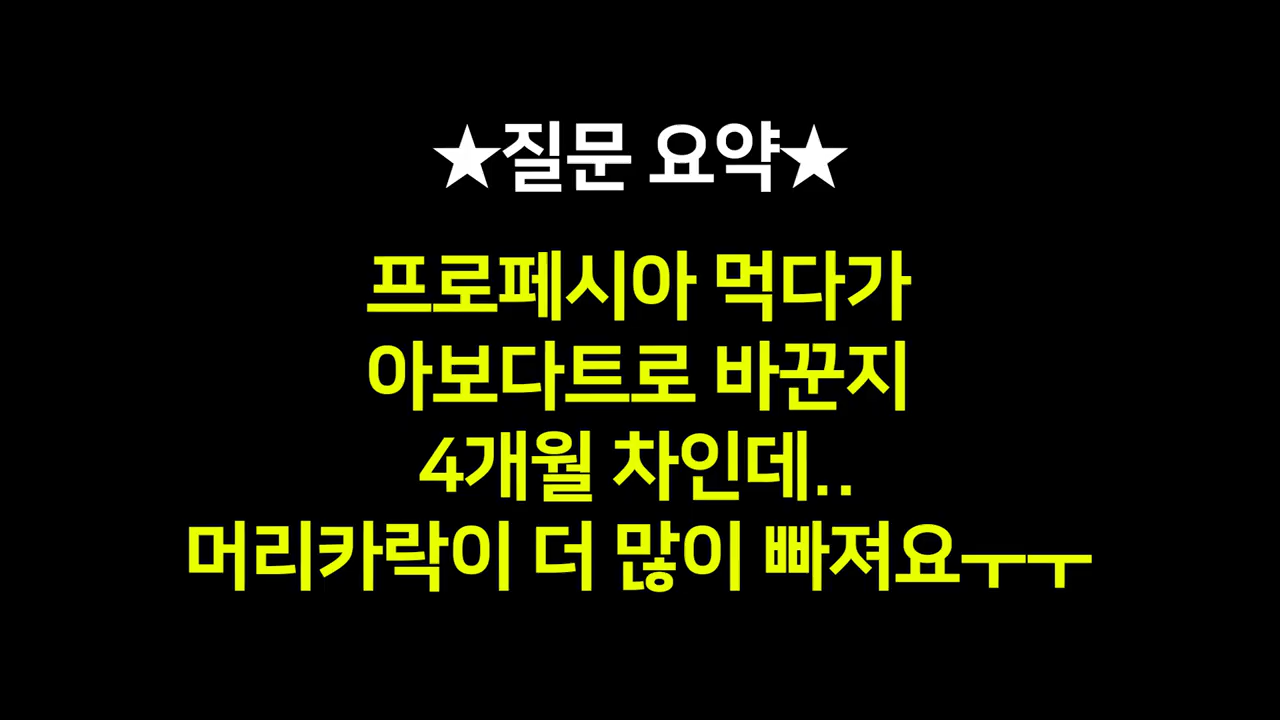 ★질문 요약★
프로페시아 먹다가
아보다트로 바꾼지
4개월 차인데..
머리카락이 더 많이 빠져요ㅜㅜ